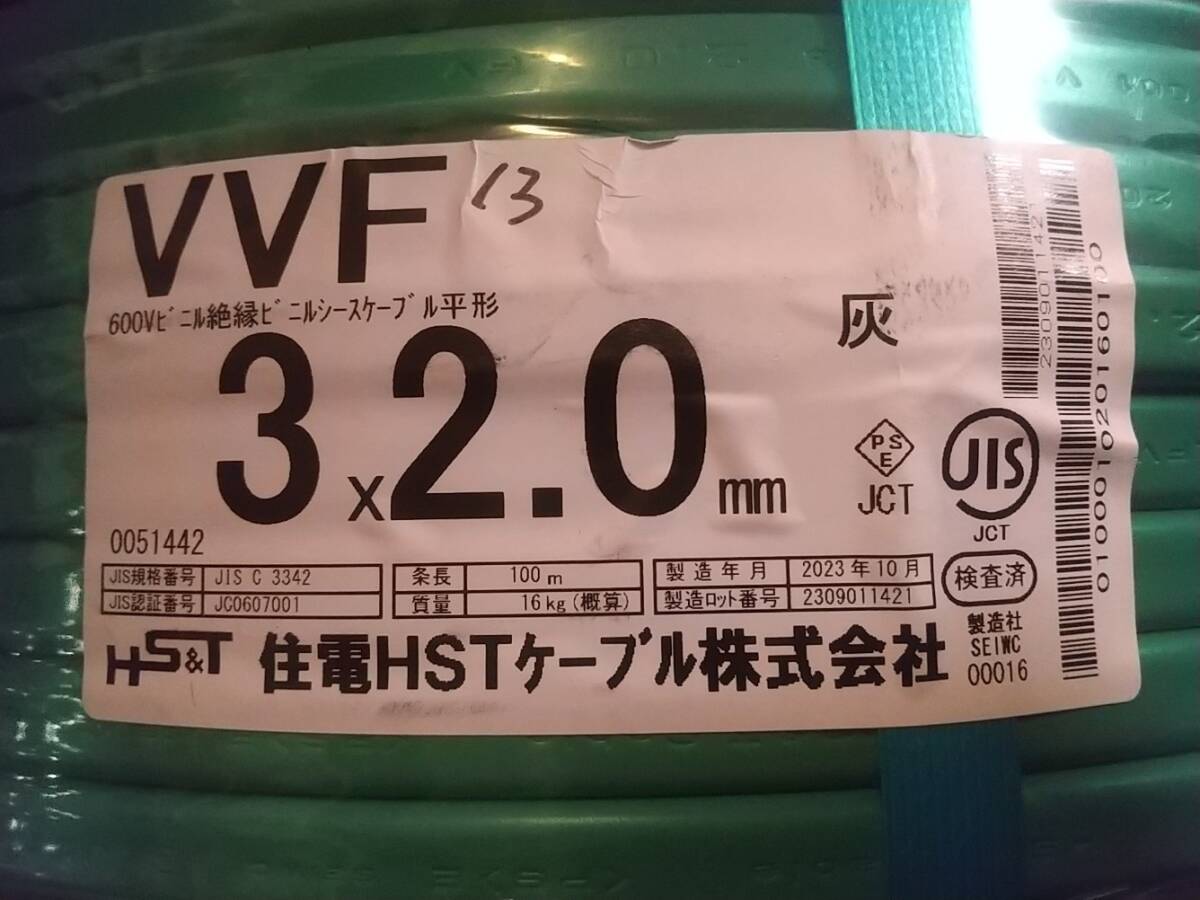 VVF 13
600Vビニル絶縁ビニルシースケーブル平形
灰
3x2.0mm
PSE
JCT
JIS
JCT
0051442
JIS規格番号 JIS C 3342
JIS認証番号 JC0607001
条長 100m
質量 16kg(概算)
製造年月 2023年10月
製造ロット番号 2309011421
検査済
HS&T 住電HSTケーブル株式会社
製造社
SEIWC
00016
2309011421